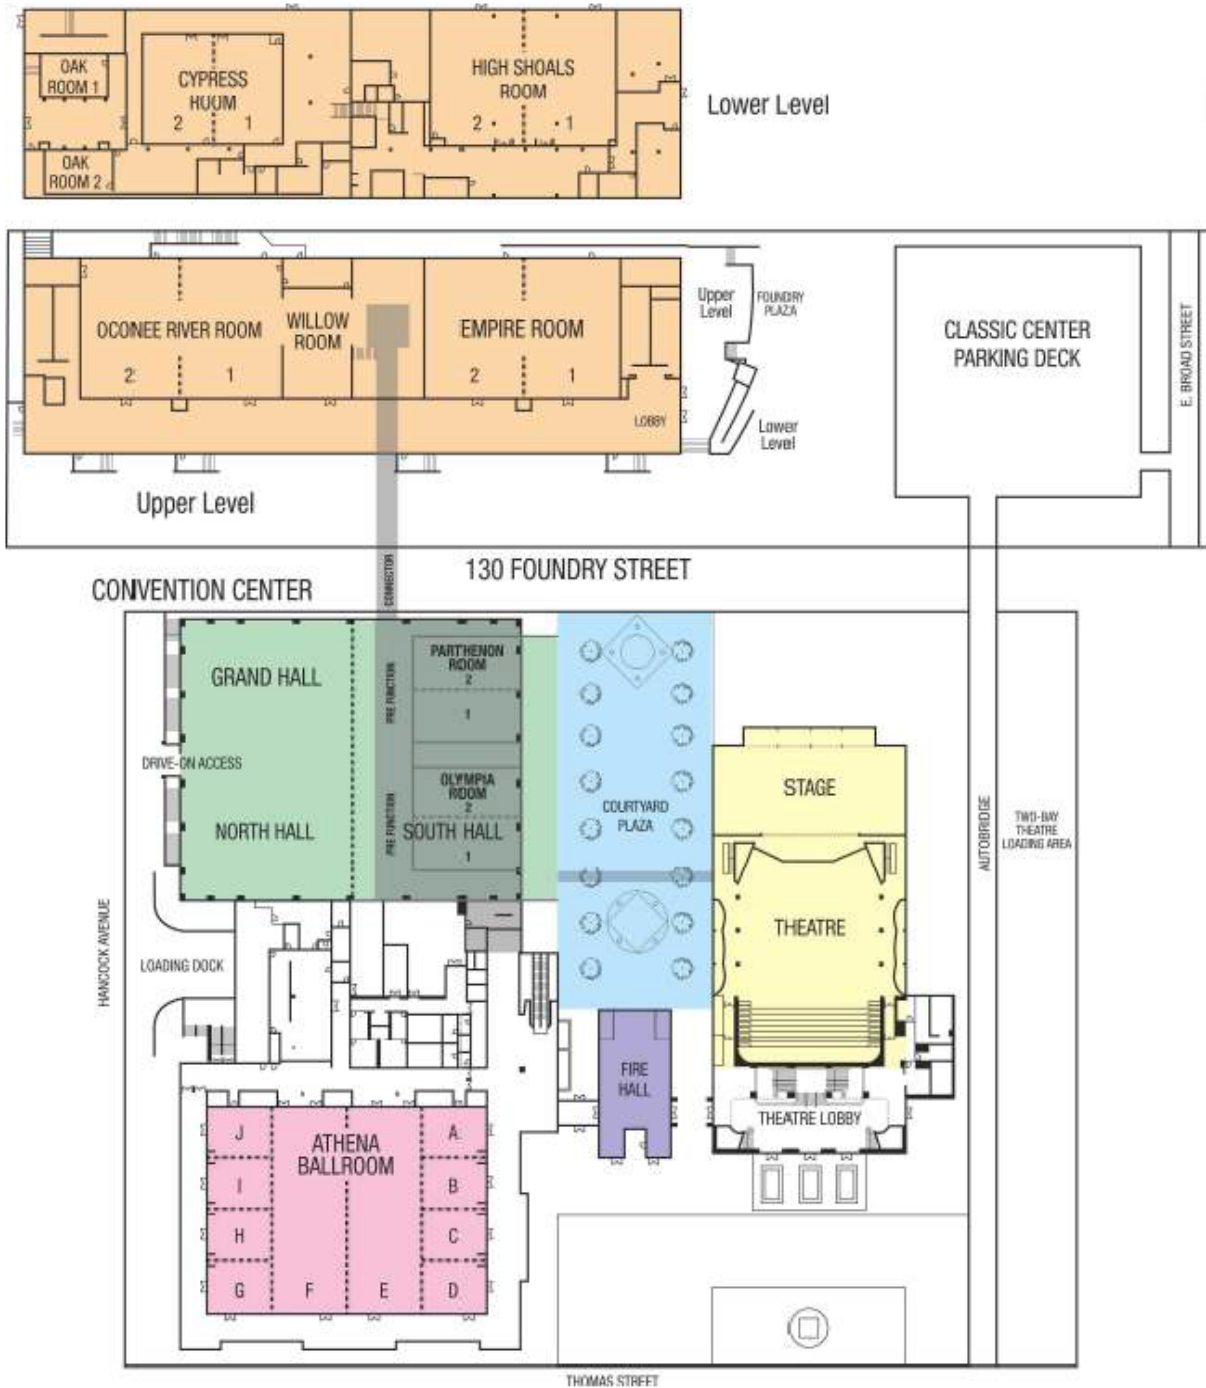 OAK
ROOM 1
CYPRESS
ROOM
2
1
HIGH SHOALS
ROOM
2
1
OAK
ROOM 2
Lower Level
OCONEE RIVER ROOM
2
1
WILLOW
ROOM
EMPIRE ROOM
2
1
LOBBY
Upper
Level
FOUNDRY
PLAZA
Lower
Level
CLASSIC CENTER
PARKING DECK
E. BROAD STREET
Upper Level
130 FOUNDRY STREET
CONVENTION CENTER
CONNECTOR
GRAND HALL
PRE FUNCTION
PARTHENON
ROOM
2
1
DRIVE-ON ACCESS
OLYMPIA
ROOM
2
NORTH HALL
PRE FUNCTION
SOUTH HALL
1
COURTYARD
PLAZA
STAGE
THEATRE
AUTOBRIDGE
TWO-BAY
THEATRE
LOADING AREA
HANCOCK AVENUE
LOADING DOCK
FIRE
HALL
THEATRE LOBBY
ATHENA
BALLROOM
J
A
I
B
H
C
G
F
E
D
THOMAS STREET